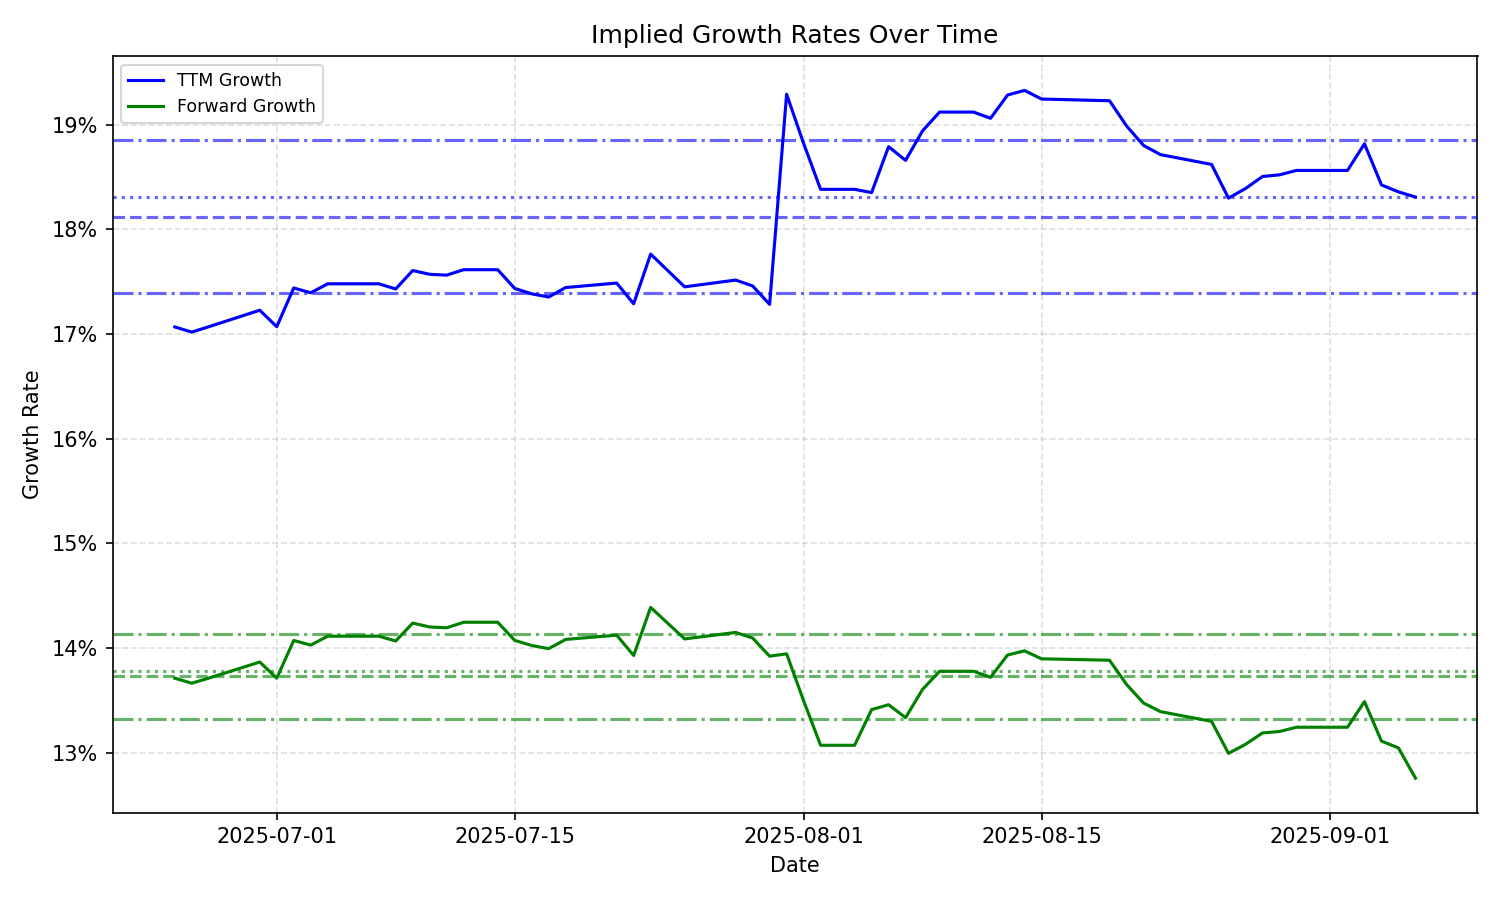 Implied Growth Rates Over Time
TTM Growth
Forward Growth
19%
18%
17%
16%
15%
14%
13%
Growth Rate
2025-07-01
2025-07-15
2025-08-01
2025-08-15
2025-09-01
Date